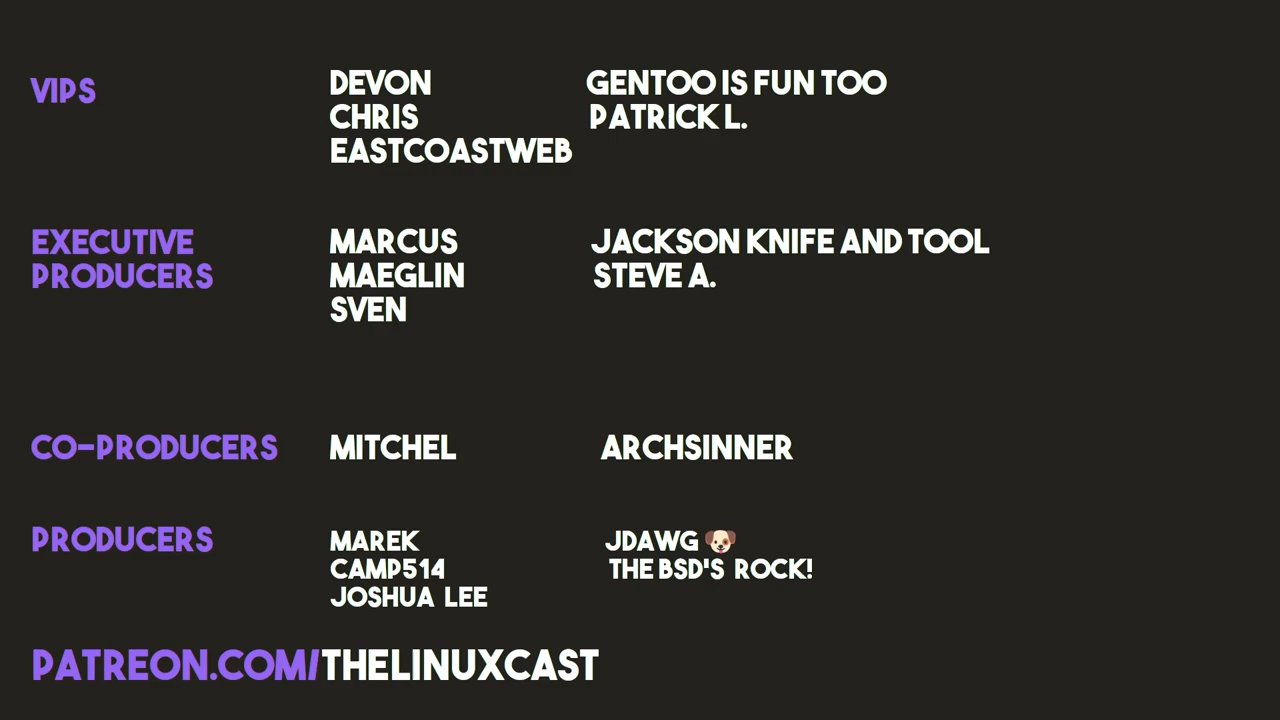 VIPS
DEVON GENTOO IS FUN TOO
CHRIS PATRICK L.
EASTCOASTWEB
EXECUTIVE PRODUCERS
MARCUS JACKSON KNIFE AND TOOL
MAEGLIN STEVE A.
SVEN
CO-PRODUCERS
MITCHEL ARCHSINNER
PRODUCERS
MAREK JDAWG 🐶
CAMP514 THE BSD'S ROCK!
JOSHUA LEE
PATREON.COM/THELINUXCAST